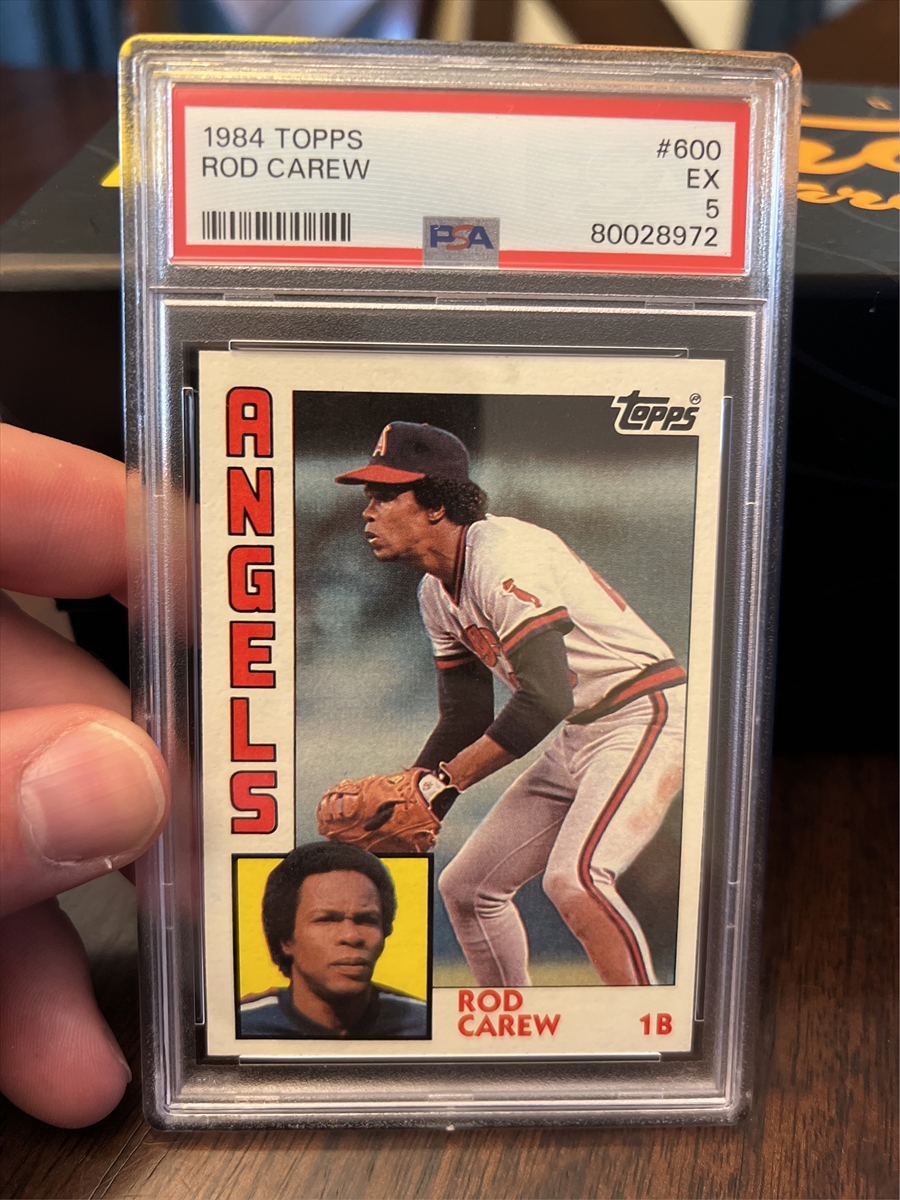 1984 TOPPS
ROD CAREW
#600
EX
5
80028972
PSA
ANGELS
TOPPS®
A
ROD
CAREW
1B